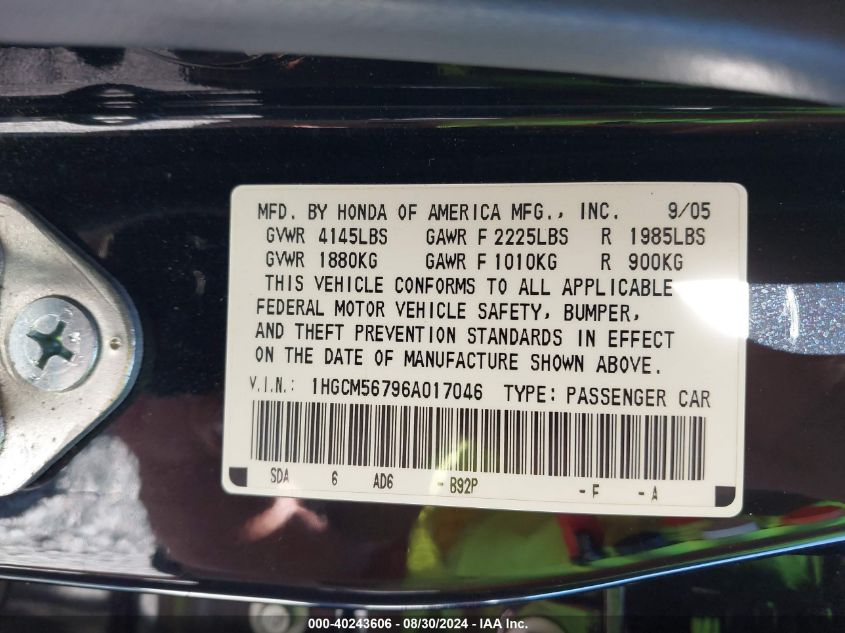 MFD. BY HONDA OF AMERICA MFG., INC. 9/05
GVWR 4145LBS GAWR F 2225LBS R 1985LBS
GVWR 1880KG GAWR F 1010KG R 900KG
THIS VEHICLE CONFORMS TO ALL APPLICABLE
FEDERAL MOTOR VEHICLE SAFETY, BUMPER,
AND THEFT PREVENTION STANDARDS IN EFFECT
ON THE DATE OF MANUFACTURE SHOWN ABOVE.
V.I.N.: 1HGCM56796A017046 TYPE: PASSENGER CAR
SDA 6 AD6 - B92P - F - A
000-40243606 - 08/30/2024 - IAA Inc.